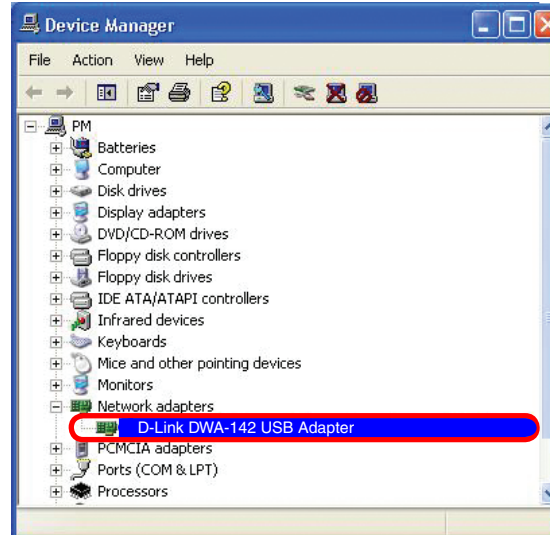 Device Manager
File Action View Help
PM
Batteries
Computer
Disk drives
Display adapters
DVD/CD-ROM drives
Floppy disk controllers
Floppy disk drives
IDE ATA/ATAPI controllers
Infrared devices
Keyboards
Mice and other pointing devices
Monitors
Network adapters
D-Link DWA-142 USB Adapter
PCMCIA adapters
Ports (COM & LPT)
Processors